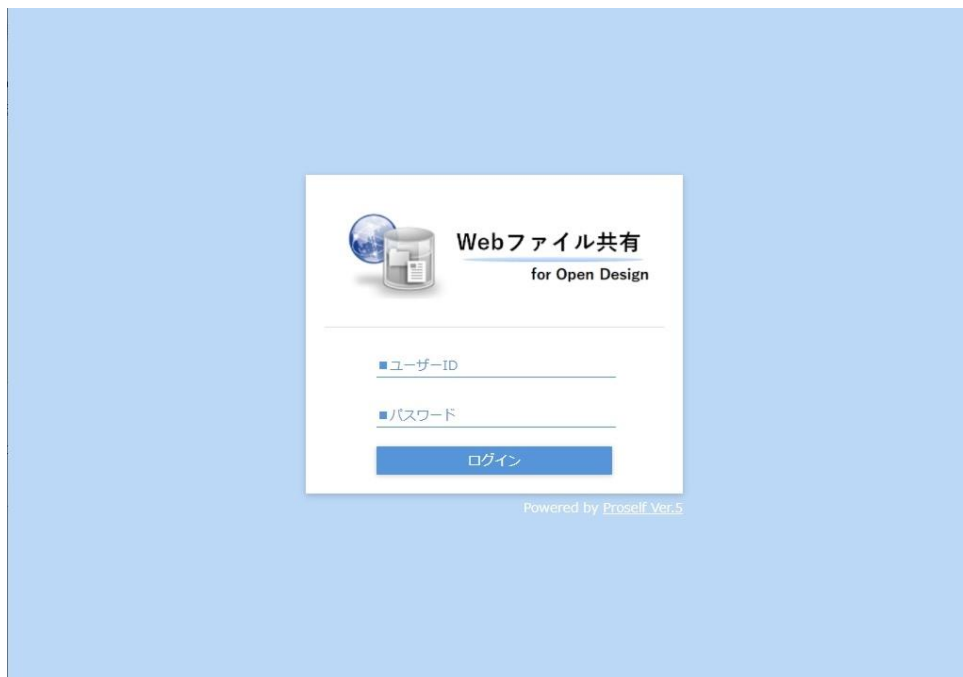 Webファイル共有
for Open Design
■ユーザーID
■パスワード
ログイン
Powered by Proself Ver.5